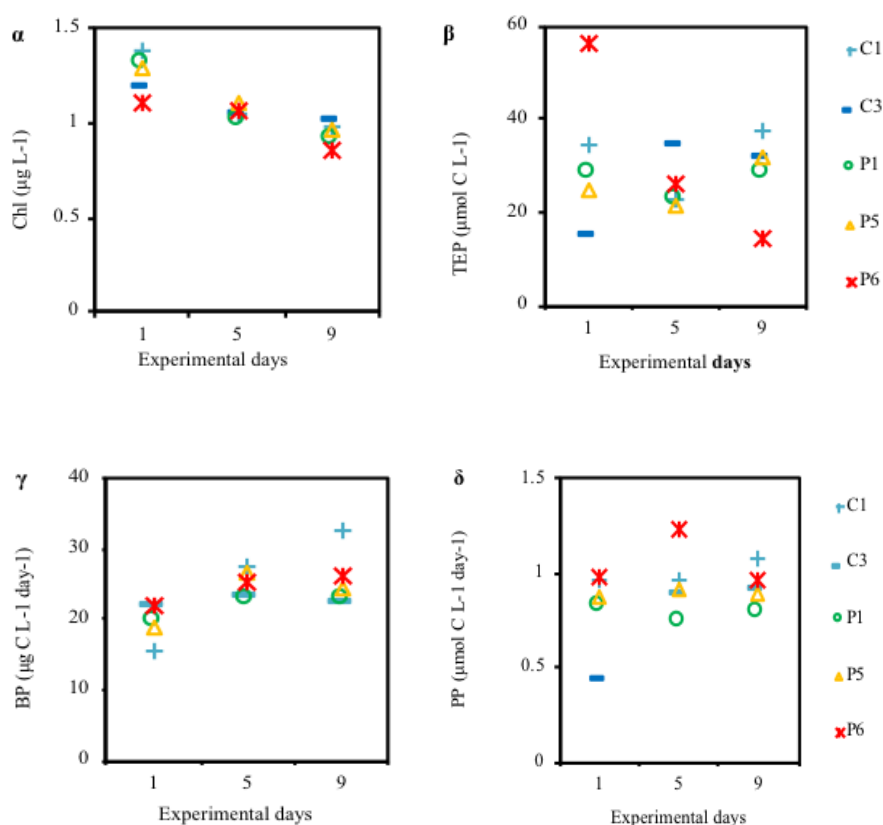 α
1.5
1
0.5
0
Chl (µg L-1)
1 5 9
Experimental days
β
60
40
20
0
TEP (µmol C L-1)
1 5 9
Experimental days
C1
C3
P1
P5
P6
γ
40
30
20
10
0
BP (µg C L-1 day-1)
1 5 9
Experimental days
δ
1.5
1
0.5
0
PP (µmol C L-1 day-1)
1 5 9
Experimental days
C1
C3
P1
P5
P6